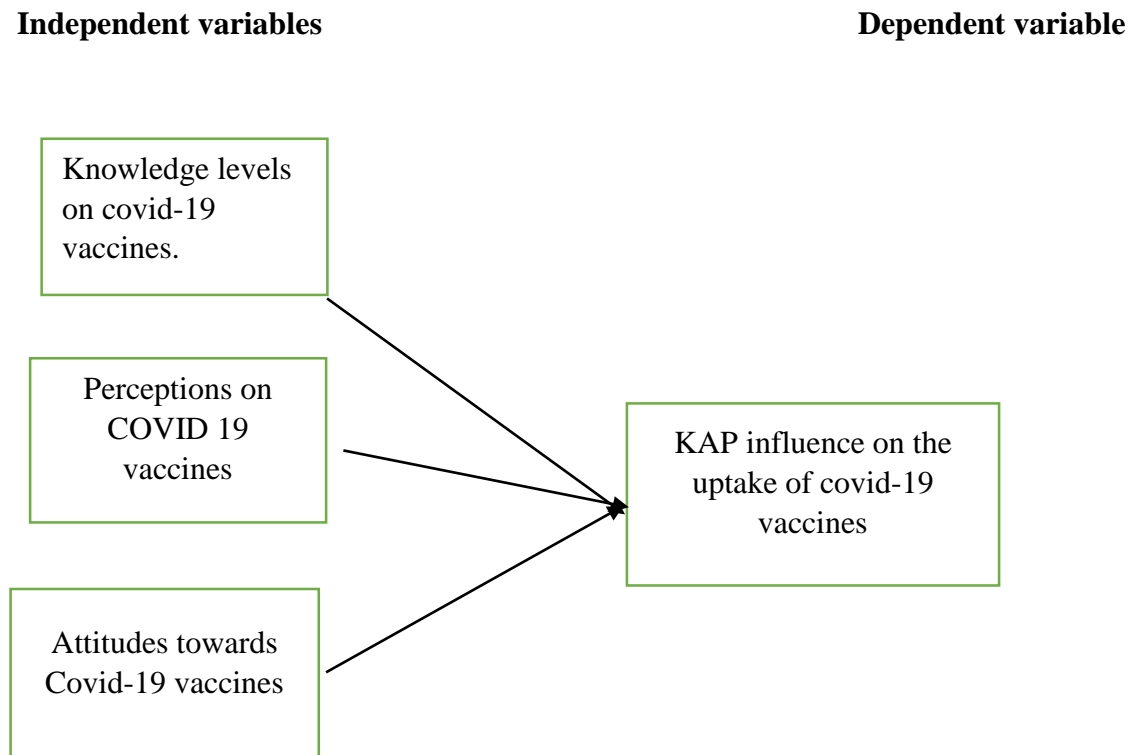 Independent variables
Dependent variable
Knowledge levels
on covid-19
vaccines.
Perceptions on
COVID 19
vaccines
KAP influence on the
uptake of covid-19
vaccines
Attitudes towards
Covid-19 vaccines